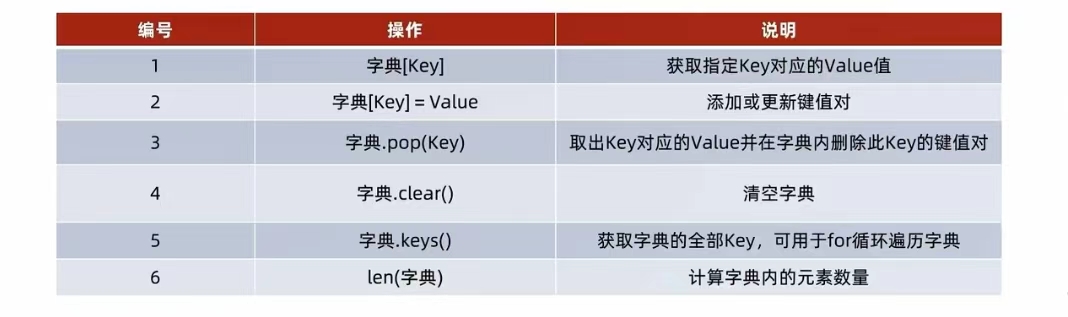 编号 操作 说明
1 字典[Key] 获取指定Key对应的Value值
2 字典[Key] = Value 添加或更新键值对
3 字典.pop(Key) 取出Key对应的Value并在字典内删除此Key的键值对
4 字典.clear() 清空字典
5 字典.keys() 获取字典的全部Key，可用于for循环遍历字典
6 len(字典) 计算字典内的元素数量